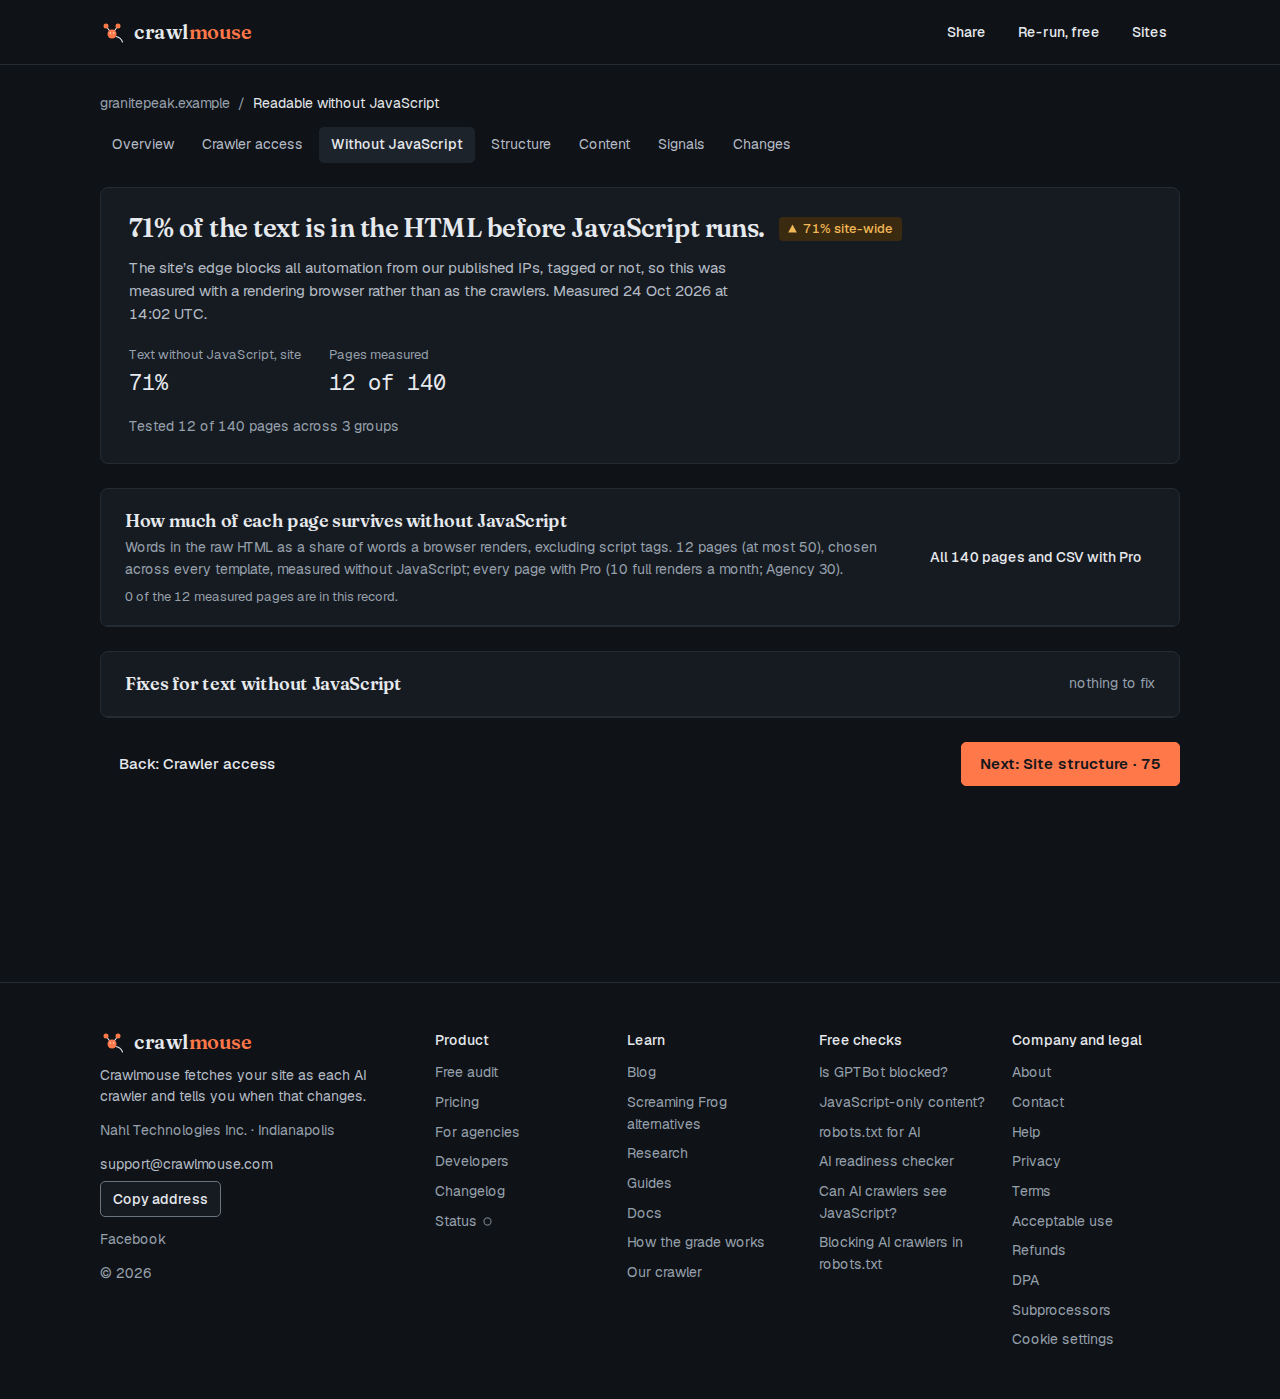 crawlmouse
Share
Re-run, free
Sites
granitepeak.example / Readable without JavaScript
Overview
Crawler access
Without JavaScript
Structure
Content
Signals
Changes
71% of the text is in the HTML before JavaScript runs.
▲ 71% site-wide
The site's edge blocks all automation from our published IPs, tagged or not, so this was
measured with a rendering browser rather than as the crawlers. Measured 24 Oct 2026 at
14:02 UTC.
Text without JavaScript, site
71%
Pages measured
12 of 140
Tested 12 of 140 pages across 3 groups
How much of each page survives without JavaScript
Words in the raw HTML as a share of words a browser renders, excluding script tags. 12 pages (at most 50), chosen
across every template, measured without JavaScript; every page with Pro (10 full renders a month; Agency 30).
0 of the 12 measured pages are in this record.
All 140 pages and CSV with Pro
Fixes for text without JavaScript
nothing to fix
Back: Crawler access
Next: Site structure · 75
crawlmouse
Crawlmouse fetches your site as each AI
crawler and tells you when that changes.
Nahl Technologies Inc. · Indianapolis
support@crawlmouse.com
Copy address
Facebook
© 2026
Product
Free audit
Pricing
For agencies
Developers
Changelog
Status
Learn
Blog
Screaming Frog
alternatives
Research
Guides
Docs
How the grade works
Our crawler
Free checks
Is GPTBot blocked?
JavaScript-only content?
robots.txt for AI
AI readiness checker
Can AI crawlers see
JavaScript?
Blocking AI crawlers in
robots.txt
Company and legal
About
Contact
Help
Privacy
Terms
Acceptable use
Refunds
DPA
Subprocessors
Cookie settings